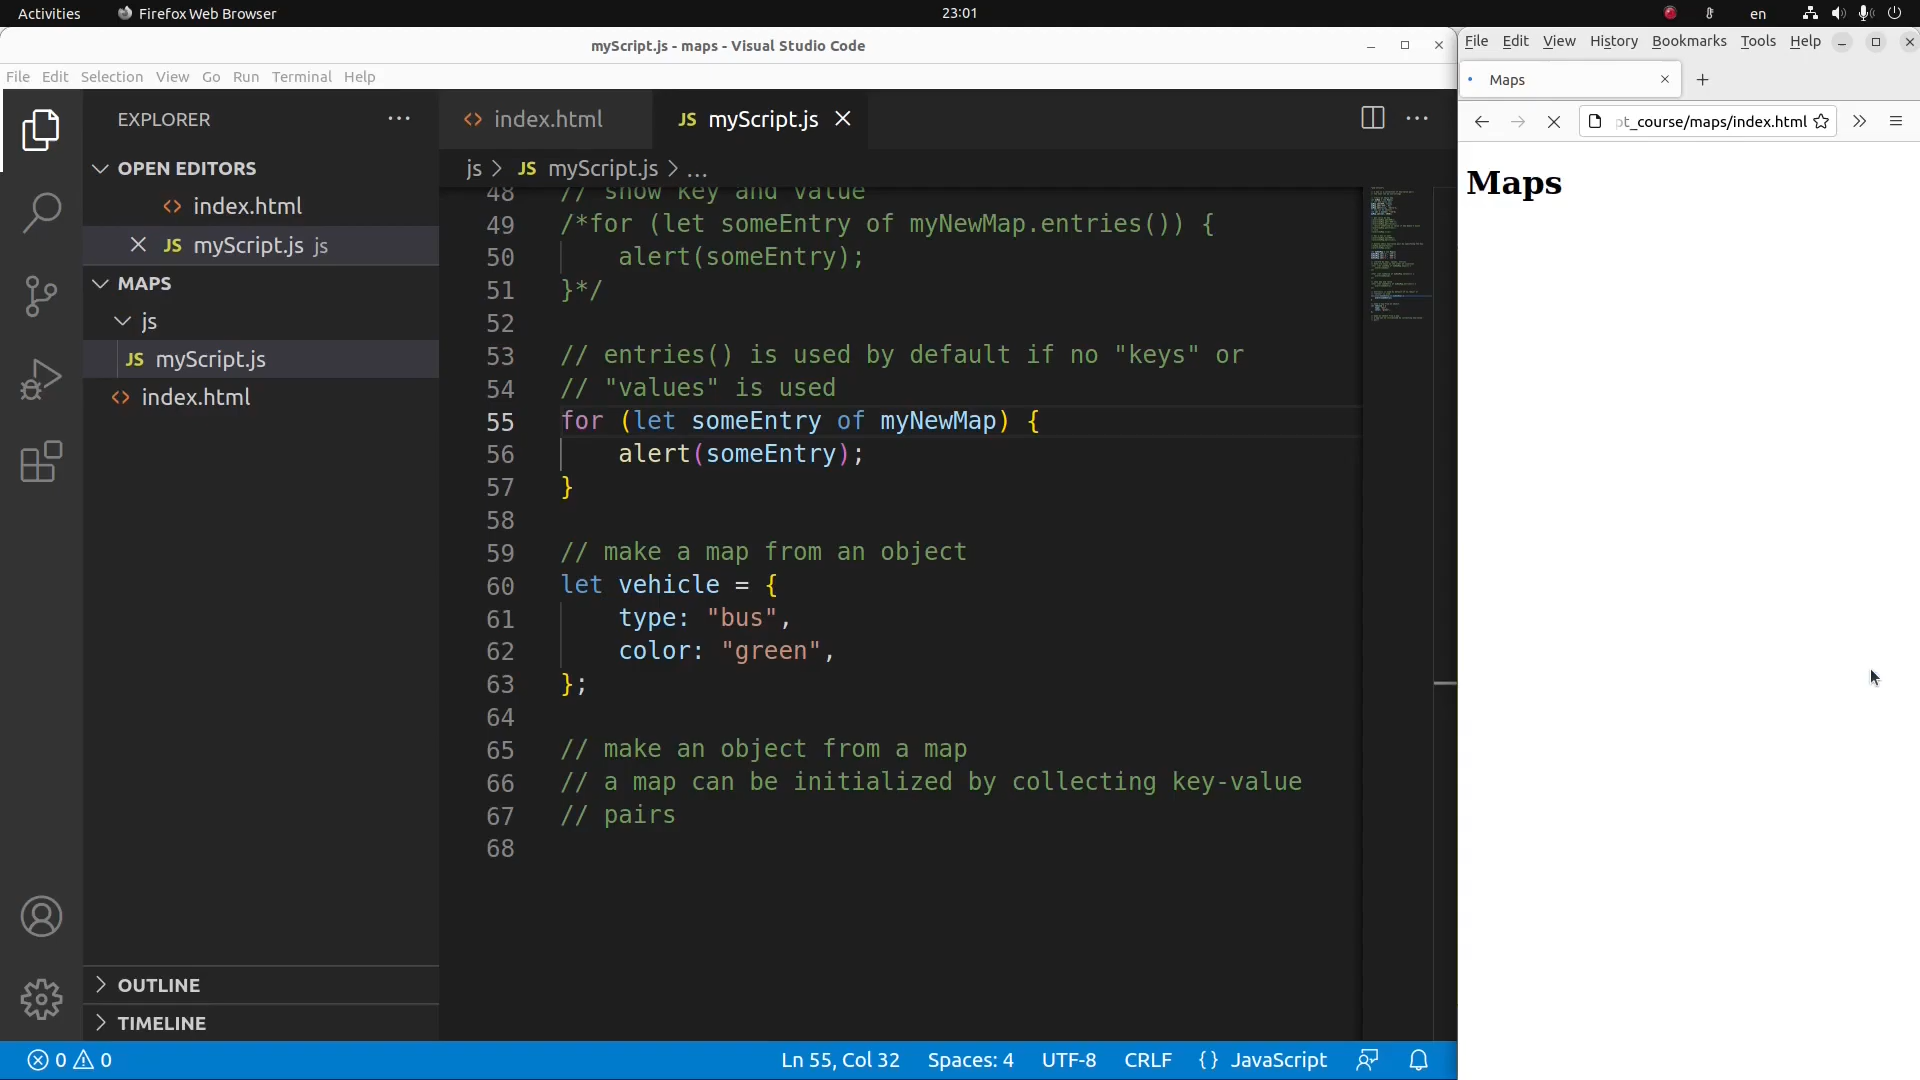 Activities
Firefox Web Browser
23:01
en
myScript.js - maps - Visual Studio Code
File Edit Selection View Go Run Terminal Help
EXPLORER
OPEN EDITORS
index.html
myScript.js js
MAPS
js
myScript.js
index.html
OUTLINE
TIMELINE
index.html
JS myScript.js
js > JS myScript.js > ...
48 // show key and value
49 /*for (let someEntry of myNewMap.entries()) {
50 alert(someEntry);
51 }*/
52
53 // entries() is used by default if no "keys" or
54 // "values" is used
55 for (let someEntry of myNewMap) {
56 alert(someEntry);
57 }
58
59 // make a map from an object
60 let vehicle = {
61 type: "bus",
62 color: "green",
63 };
64
65 // make an object from a map
66 // a map can be initialized by collecting key-value
67 // pairs
68
0 0
Ln 55, Col 32 Spaces: 4 UTF-8 CRLF {} JavaScript
File Edit View History Bookmarks Tools Help
Maps
pt_course/maps/index.html
Maps